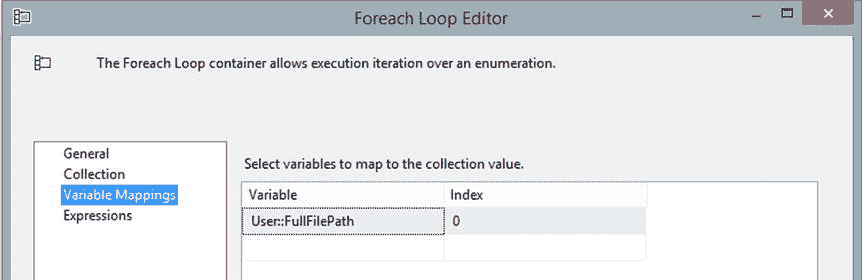 Foreach Loop Editor
The Foreach Loop container allows execution iteration over an enumeration.
General
Collection
Variable Mappings
Expressions
Select variables to map to the collection value.
Variable Index
User::FullFilePath 0